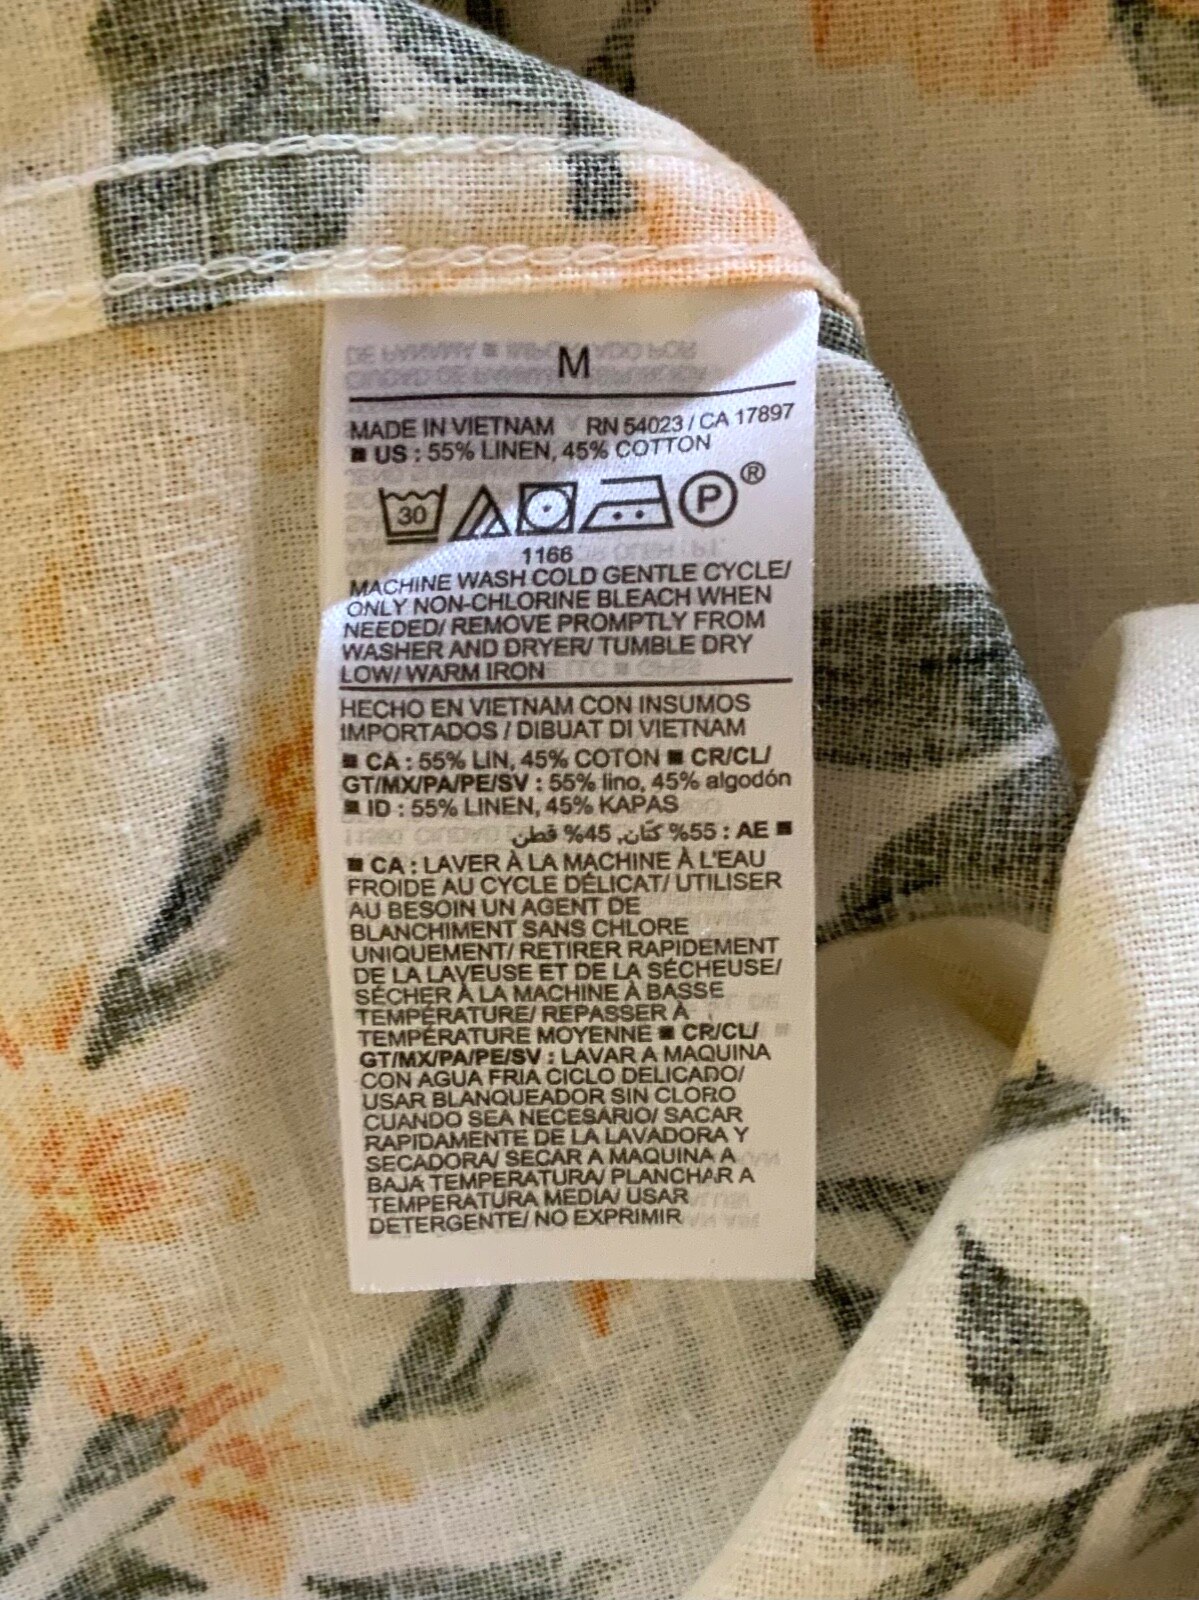 M
MADE IN VIETNAM RN 54023 / CA 17897
■ US : 55% LINEN, 45% COTTON
30 P ®
1166
MACHINE WASH COLD GENTLE CYCLE/
ONLY NON-CHLORINE BLEACH WHEN
NEEDED/ REMOVE PROMPTLY FROM
WASHER AND DRYER/ TUMBLE DRY
LOW/ WARM IRON
HECHO EN VIETNAM CON INSUMOS
IMPORTADOS / DIBUAT DI VIETNAM
■ CA : 55% LIN, 45% COTON ■ CR/CL/
GT/MX/PA/PE/SV : 55% lino, 45% algodón
■ ID : 55% LINEN, 45% KAPAS
■ AE : 55% كتّان, 45% قطن
■ CA : LAVER À LA MACHINE À L'EAU
FROIDE AU CYCLE DÉLICAT/ UTILISER
AU BESOIN UN AGENT DE
BLANCHIMENT SANS CHLORE
UNIQUEMENT/ RETIRER RAPIDEMENT
DE LA LAVEUSE ET DE LA SÉCHEUSE/
SÉCHER À LA MACHINE À BASSE
TEMPÉRATURE/ REPASSER À
TEMPÉRATURE MOYENNE ■ CR/CL/
GT/MX/PA/PE/SV : LAVAR A MAQUINA
CON AGUA FRIA CICLO DELICADO/
USAR BLANQUEADOR SIN CLORO
CUANDO SEA NECESARIO/ SACAR
RAPIDAMENTE DE LA LAVADORA Y
SECADORA/ SECAR A MAQUINA A
BAJA TEMPERATURA/ PLANCHAR A
TEMPERATURA MEDIA/ USAR
DETERGENTE/ NO EXPRIMIR